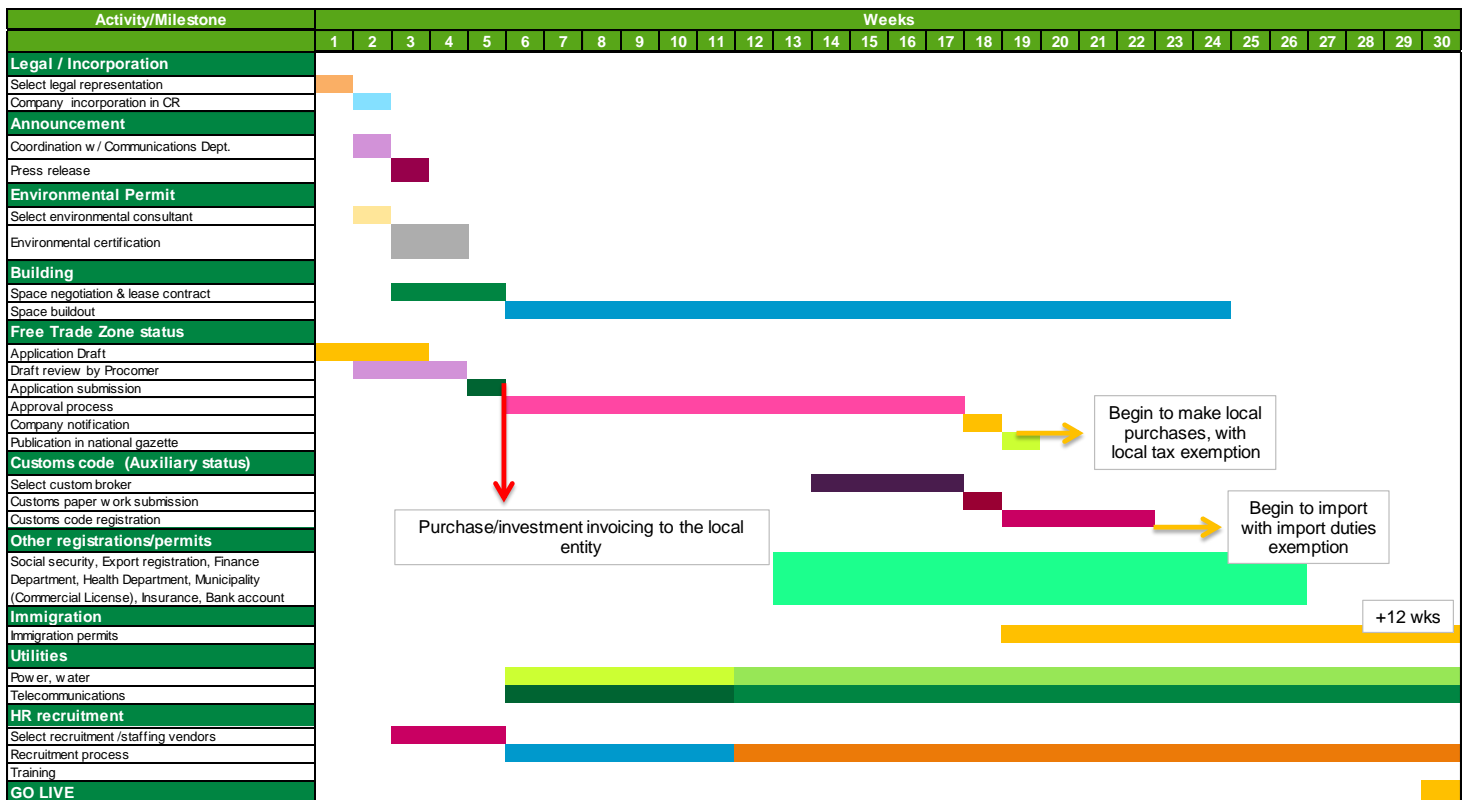 Activity/Milestone Weeks
1 2 3 4 5 6 7 8 9 10 11 12 13 14 15 16 17 18 19 20 21 22 23 24 25 26 27 28 29 30
Legal / Incorporation
Select legal representation
Company incorporation in CR
Announcement
Coordination w/ Communications Dept.
Press release
Environmental Permit
Select environmental consultant
Environmental certification
Building
Space negotiation & lease contract
Space buildout
Free Trade Zone status
Application Draft
Draft review by Procomer
Application submission
Approval process
Company notification
Publication in national gazette
Begin to make local
purchases, with
local tax exemption
Customs code (Auxiliary status)
Select custom broker
Customs paper work submission
Customs code registration
Purchase/investment invoicing to the local
entity
Begin to import
with import duties
exemption
Other registrations/permits
Social security, Export registration, Finance
Department, Health Department, Municipality
(Commercial License), Insurance, Bank account
Immigration
Immigration permits
+12 wks
Utilities
Power, water
Telecommunications
HR recruitment
Select recruitment /staffing vendors
Recruitment process
Training
GO LIVE